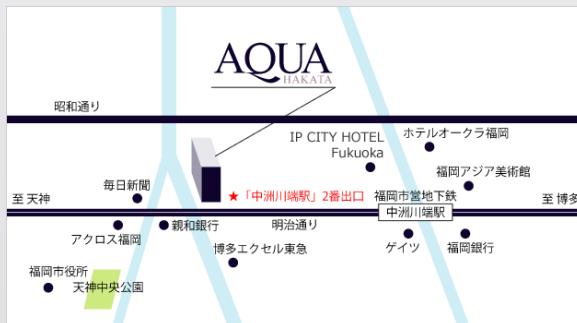 AQUA
HAKATA
昭和通り
IP CITY HOTEL
Fukuoka
ホテルオークラ福岡
福岡アジア美術館
毎日新聞
至 天神
★「中洲川端駅」2番出口
福岡市営地下鉄
中洲川端駅
至 博多
アクロス福岡
親和銀行
明治通り
博多エクセル東急
ゲイツ
福岡銀行
福岡市役所
天神中央公園